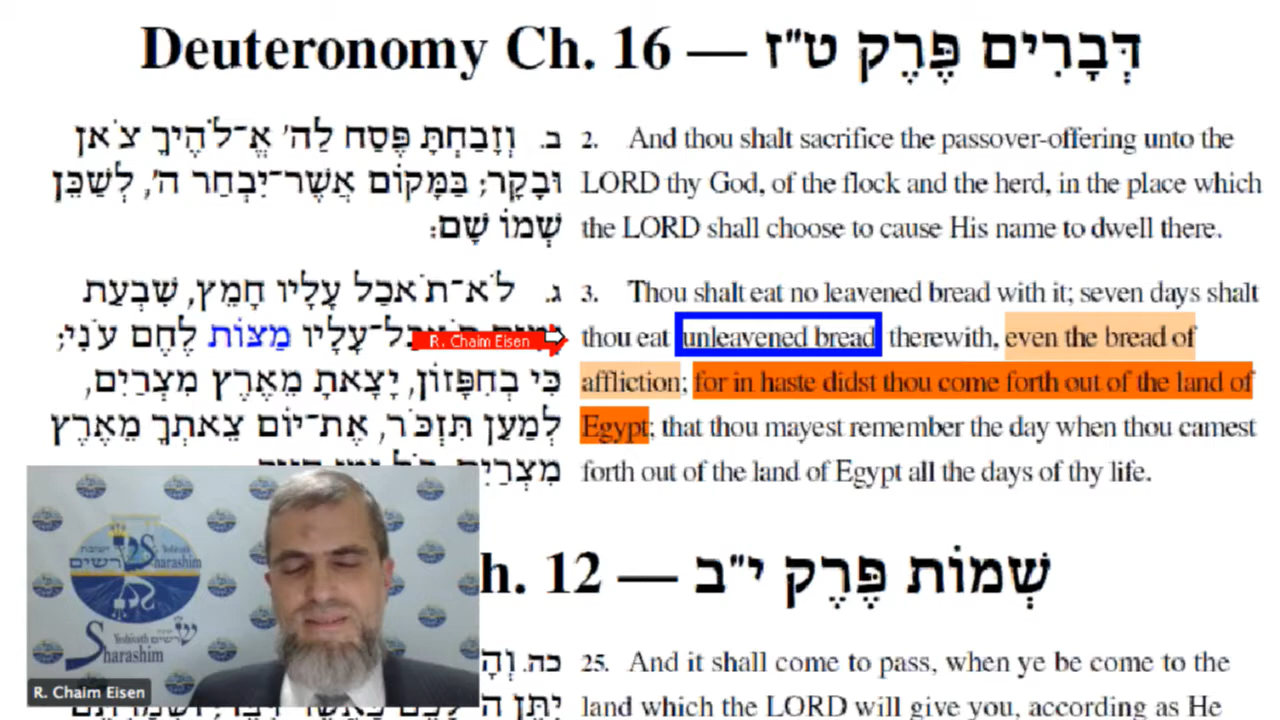 Deuteronomy Ch. 16 — דְּבָרִים פֶּרֶק ט"ז
ב. וְזָבַחְתָּ פֶּסַח לַה' אֱ־לֹהֶיךָ צֹאן
וּבָקָר; בַּמָּקוֹם אֲשֶׁר־יִבְחַר ה', לְשַׁכֵּן
שְׁמוֹ שָׁם:
2. And thou shalt sacrifice the passover-offering unto the
LORD thy God, of the flock and the herd, in the place which
the LORD shall choose to cause His name to dwell there.
ג. לֹא־תֹאכַל עָלָיו חָמֵץ, שִׁבְעַת
עָלָיו מַצּוֹת לֶחֶם עֹנִי;
כִּי בְחִפָּזוֹן, יָצָאתָ מֵאֶרֶץ מִצְרַיִם,
לְמַעַן תִּזְכֹּר, אֶת־יוֹם צֵאתְךָ מֵאֶרֶץ
מִצְרַיִם
3. Thou shalt eat no leavened bread with it; seven days shalt
thou eat unleavened bread therewith, even the bread of
affliction; for in haste didst thou come forth out of the land of
Egypt; that thou mayest remember the day when thou camest
forth out of the land of Egypt all the days of thy life.
R. Chaim Eisen
h. 12 — שְׁמוֹת פֶּרֶק י"ב
כה.
25. And it shall come to pass, when ye be come to the
land which the LORD will give you, according as He
ישיבת שרשים
Yeshivath Sharashim
Yeshivath שרשים
Sharashim
R. Chaim Eisen